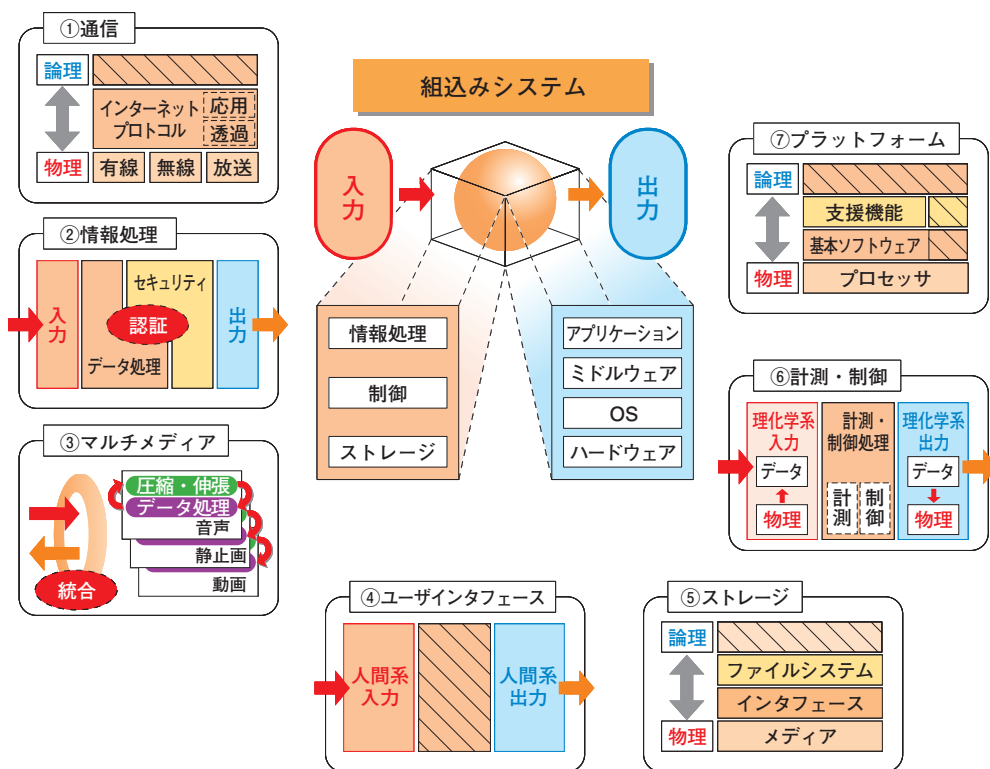 組込みシステム
入力
出力
情報処理
制御
ストレージ
アプリケーション
ミドルウェア
OS
ハードウェア
①通信
論理
インターネット
プロトコル
応用
透過
物理
有線
無線
放送
②情報処理
入力
データ処理
セキュリティ
認証
出力
③マルチメディア
圧縮・伸張
データ処理
音声
静止画
動画
統合
④ユーザインタフェース
人間系
入力
人間系
出力
⑤ストレージ
論理
ファイルシステム
インタフェース
物理
メディア
⑥計測・制御
理化学系
入力
データ
物理
計測・
制御処理
計測
制御
理化学系
出力
データ
物理
⑦プラットフォーム
論理
支援機能
基本ソフトウェア
物理
プロセッサ